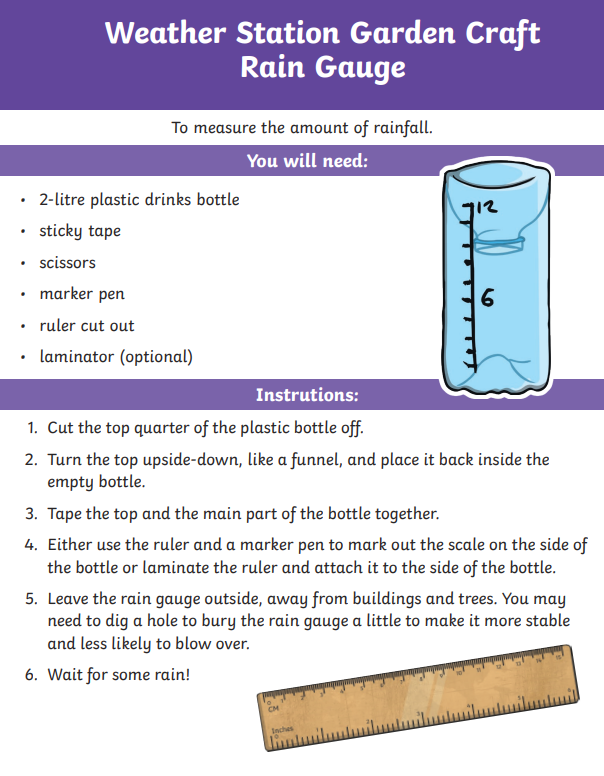 Weather Station Garden Craft
Rain Gauge
To measure the amount of rainfall.
You will need:
• 2-litre plastic drinks bottle
• sticky tape
• scissors
• marker pen
• ruler cut out
• laminator (optional)
12
6
Instrutions:
1. Cut the top quarter of the plastic bottle off.
2. Turn the top upside-down, like a funnel, and place it back inside the
empty bottle.
3. Tape the top and the main part of the bottle together.
4. Either use the ruler and a marker pen to mark out the scale on the side of
the bottle or laminate the ruler and attach it to the side of the bottle.
5. Leave the rain gauge outside, away from buildings and trees. You may
need to dig a hole to bury the rain gauge a little to make it more stable
and less likely to blow over.
6. Wait for some rain!
CM
Inches